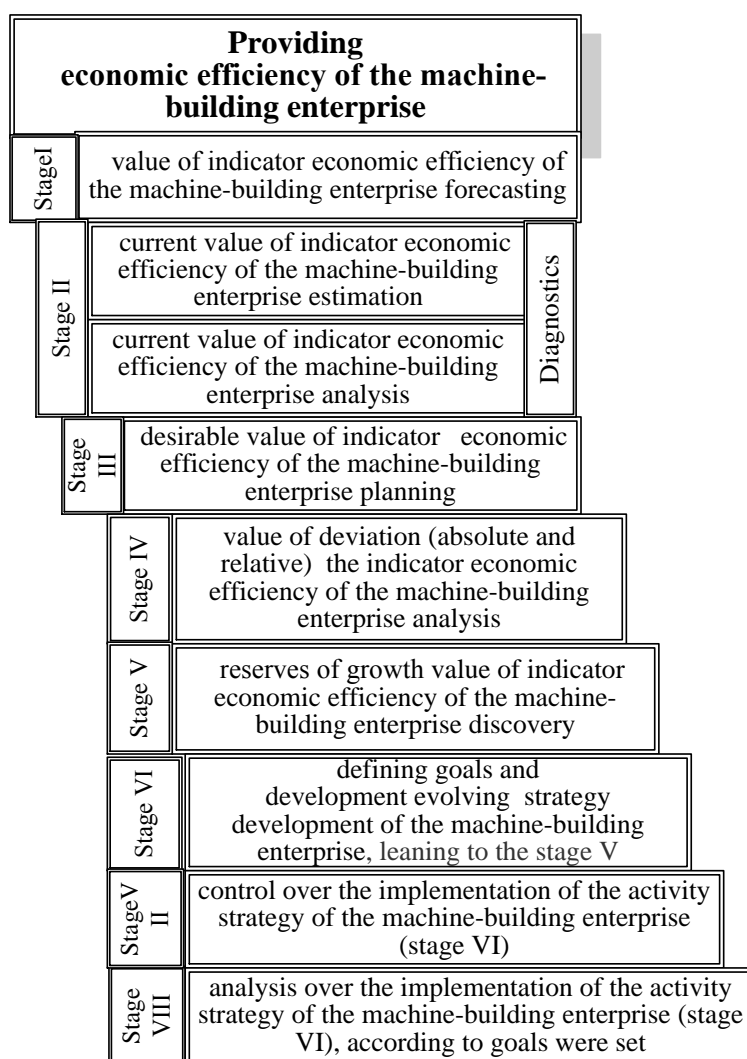 Providing
economic efficiency of the machine-
building enterprise
StageI
value of indicator economic efficiency of
the machine-building enterprise forecasting
Stage II
current value of indicator economic
efficiency of the machine-building
enterprise estimation
current value of indicator economic
efficiency of the machine-building
enterprise analysis
Diagnostics
Stage
III
desirable value of indicator economic
efficiency of the machine-building
enterprise planning
Stage IV
value of deviation (absolute and
relative) the indicator economic
efficiency of the machine-building
enterprise analysis
Stage V
reserves of growth value of indicator
economic efficiency of the machine-
building enterprise discovery
Stage VI
defining goals and
development evolving strategy
development of the machine-building
enterprise, leaning to the stage V
StageV
II
control over the implementation of the activity
strategy of the machine-building enterprise
(stage VI)
Stage
VIII
analysis over the implementation of the activity
strategy of the machine-building enterprise (stage
VI), according to goals were set